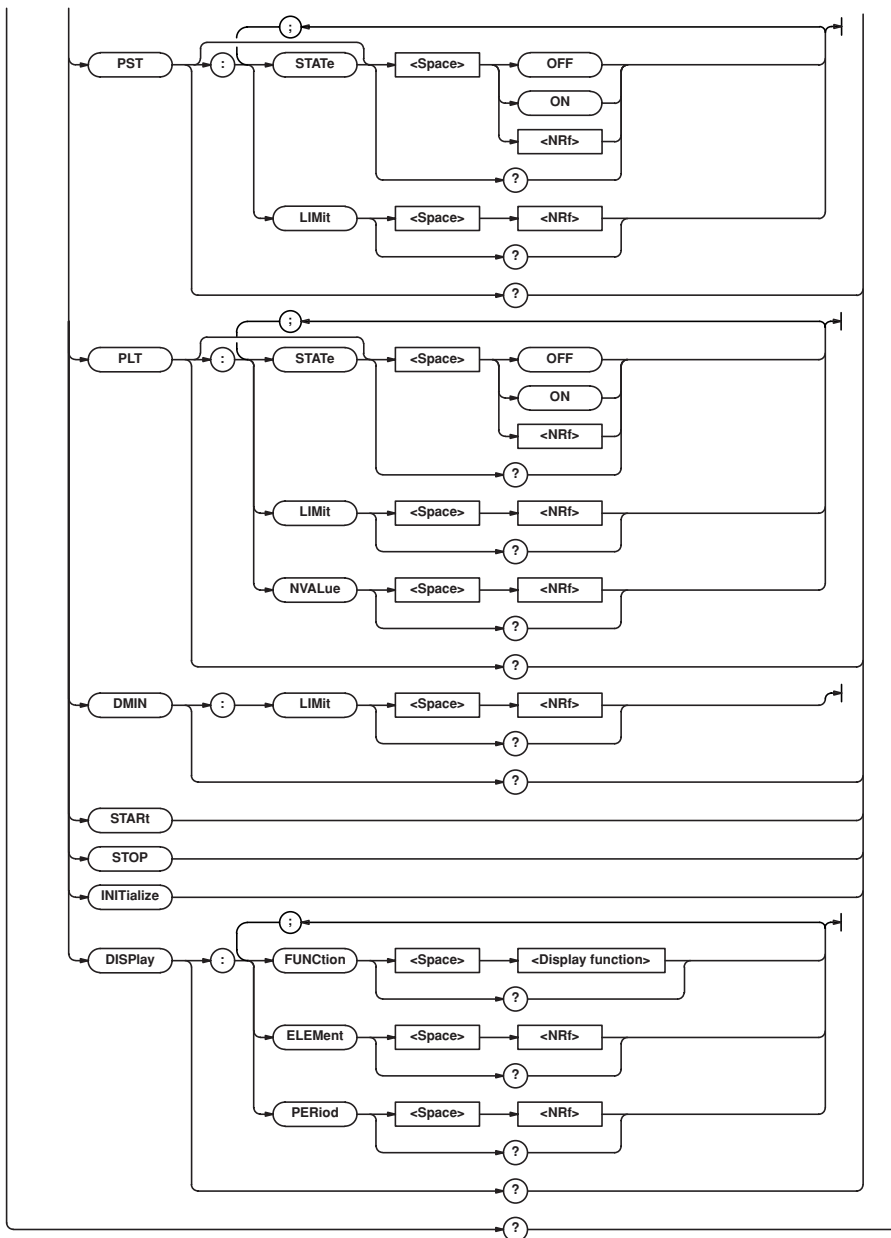 ;
PST : STATe <Space> OFF
ON
<NRf>
?
LIMit <Space> <NRf>
?
?
;
PLT : STATe <Space> OFF
ON
<NRf>
?
LIMit <Space> <NRf>
?
NVALue <Space> <NRf>
?
?
DMIN : LIMit <Space> <NRf>
?
?
STARt
STOP
INITialize
;
DISPlay : FUNCtion <Space> <Display function>
?
ELEMent <Space> <NRf>
?
PERiod <Space> <NRf>
?
?
?